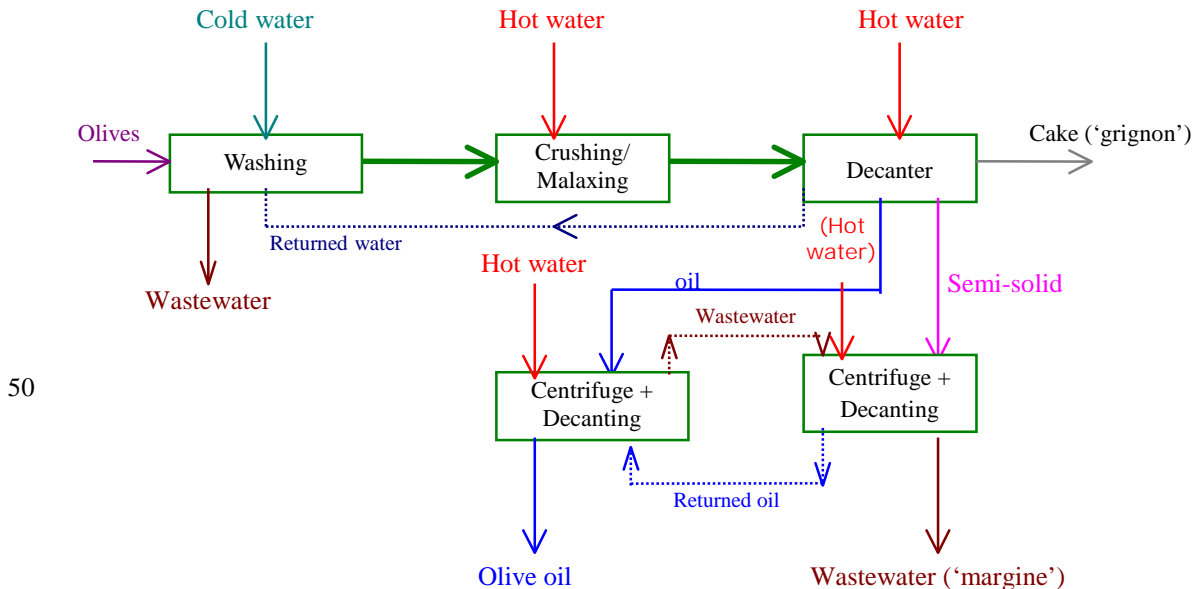 Cold water
Hot water
Hot water
Olives
Washing
Crushing/
Malaxing
Decanter
Cake (‘grignon’)
Returned water
(Hot
water)
Hot water
Wastewater
oil
Semi-solid
Wastewater
50
Centrifuge +
Decanting
Centrifuge +
Decanting
Returned oil
Olive oil
Wastewater (‘margine’)